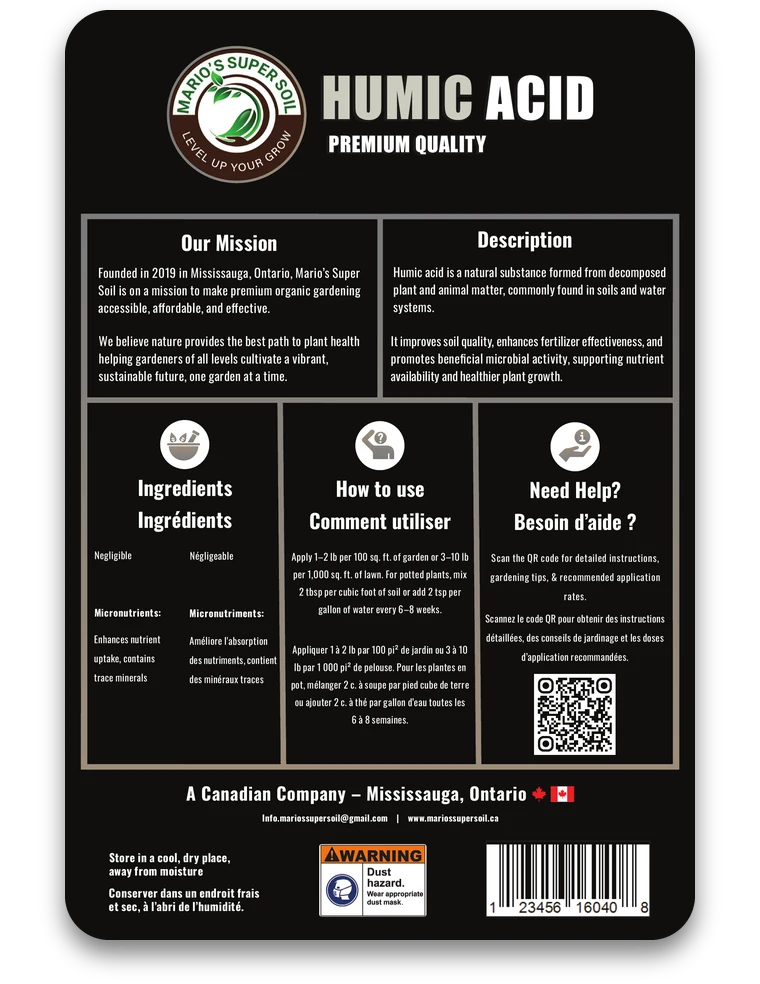 MARIO'S SUPER SOIL
LEVEL UP YOUR GROW
HUMIC ACID
PREMIUM QUALITY
Our Mission
Founded in 2019 in Mississauga, Ontario, Mario's Super
Soil is on a mission to make premium organic gardening
accessible, affordable, and effective.
We believe nature provides the best path to plant health
helping gardeners of all levels cultivate a vibrant,
sustainable future, one garden at a time.
Description
Humic acid is a natural substance formed from decomposed
plant and animal matter, commonly found in soils and water
systems.
It improves soil quality, enhances fertilizer effectiveness, and
promotes beneficial microbial activity, supporting nutrient
availability and healthier plant growth.
Ingredients
Ingrédients
Negligible
Négligeable
Micronutrients:
Enhances nutrient
uptake, contains
trace minerals
Micronutriments:
Améliore l'absorption
des nutriments, contient
des minéraux traces
How to use
Comment utiliser
Apply 1–2 lb per 100 sq. ft. of garden or 3–10 lb
per 1,000 sq. ft. of lawn. For potted plants, mix
2 tbsp per cubic foot of soil or add 2 tsp per
gallon of water every 6–8 weeks.
Appliquer 1 à 2 lb par 100 pi² de jardin ou 3 à 10
lb par 1 000 pi² de pelouse. Pour les plantes en
pot, mélanger 2 c. à soupe par pied cube de terre
ou ajouter 2 c. à thé par gallon d'eau toutes les
6 à 8 semaines.
Need Help?
Besoin d'aide ?
Scan the QR code for detailed instructions,
gardening tips, & recommended application
rates.
Scannez le code QR pour obtenir des instructions
détaillées, des conseils de jardinage et les doses
d'application recommandées.
A Canadian Company – Mississauga, Ontario
Info.mariossupersoil@gmail.com | www.mariossupersoil.ca
Store in a cool, dry place,
away from moisture
Conserver dans un endroit frais
et sec, à l'abri de l'humidité.
WARNING
Dust
hazard.
Wear appropriate
dust mask.
1 23456 16040 8